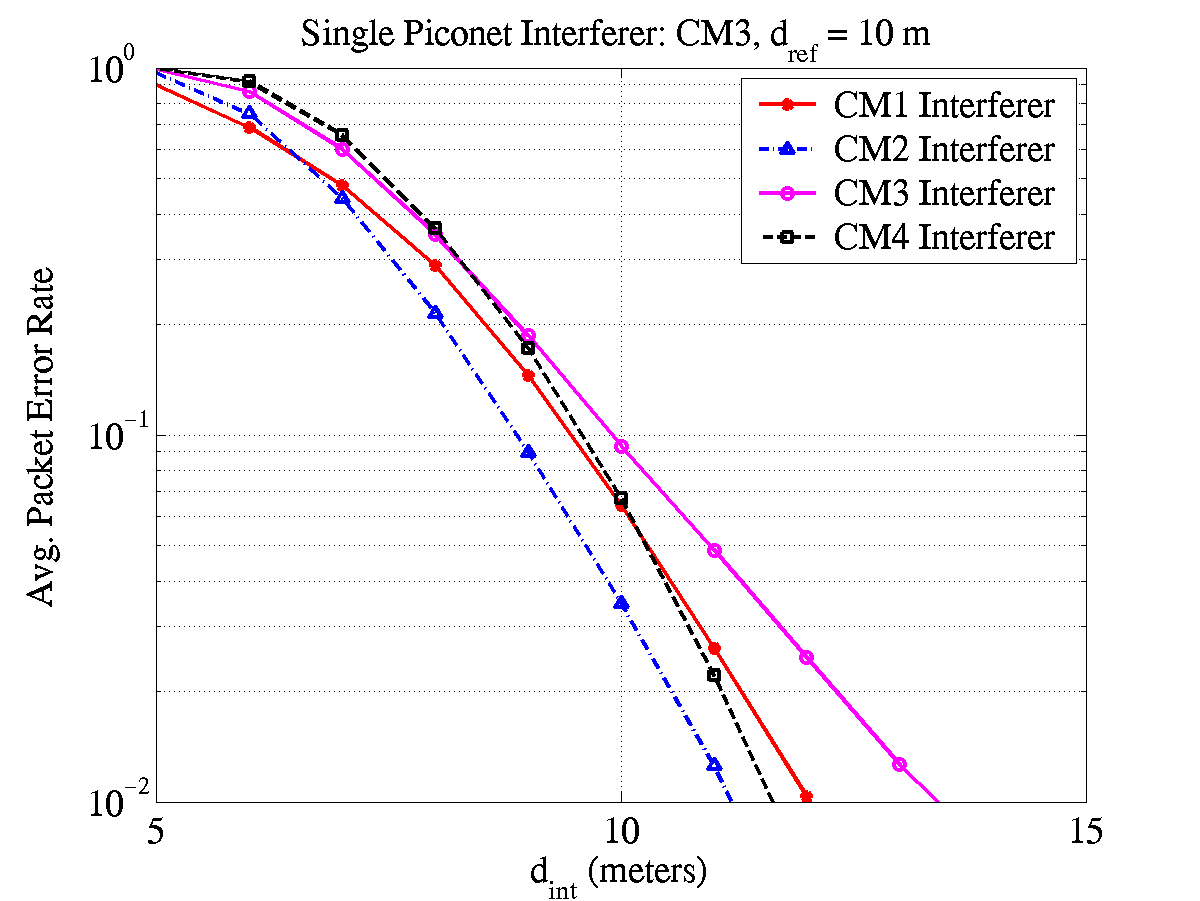 Single Piconet Interferer: CM3, d_ref = 10 m
CM1 Interferer
CM2 Interferer
CM3 Interferer
CM4 Interferer
Avg. Packet Error Rate
10^0
10^−1
10^−2
5
10
15
d_int (meters)